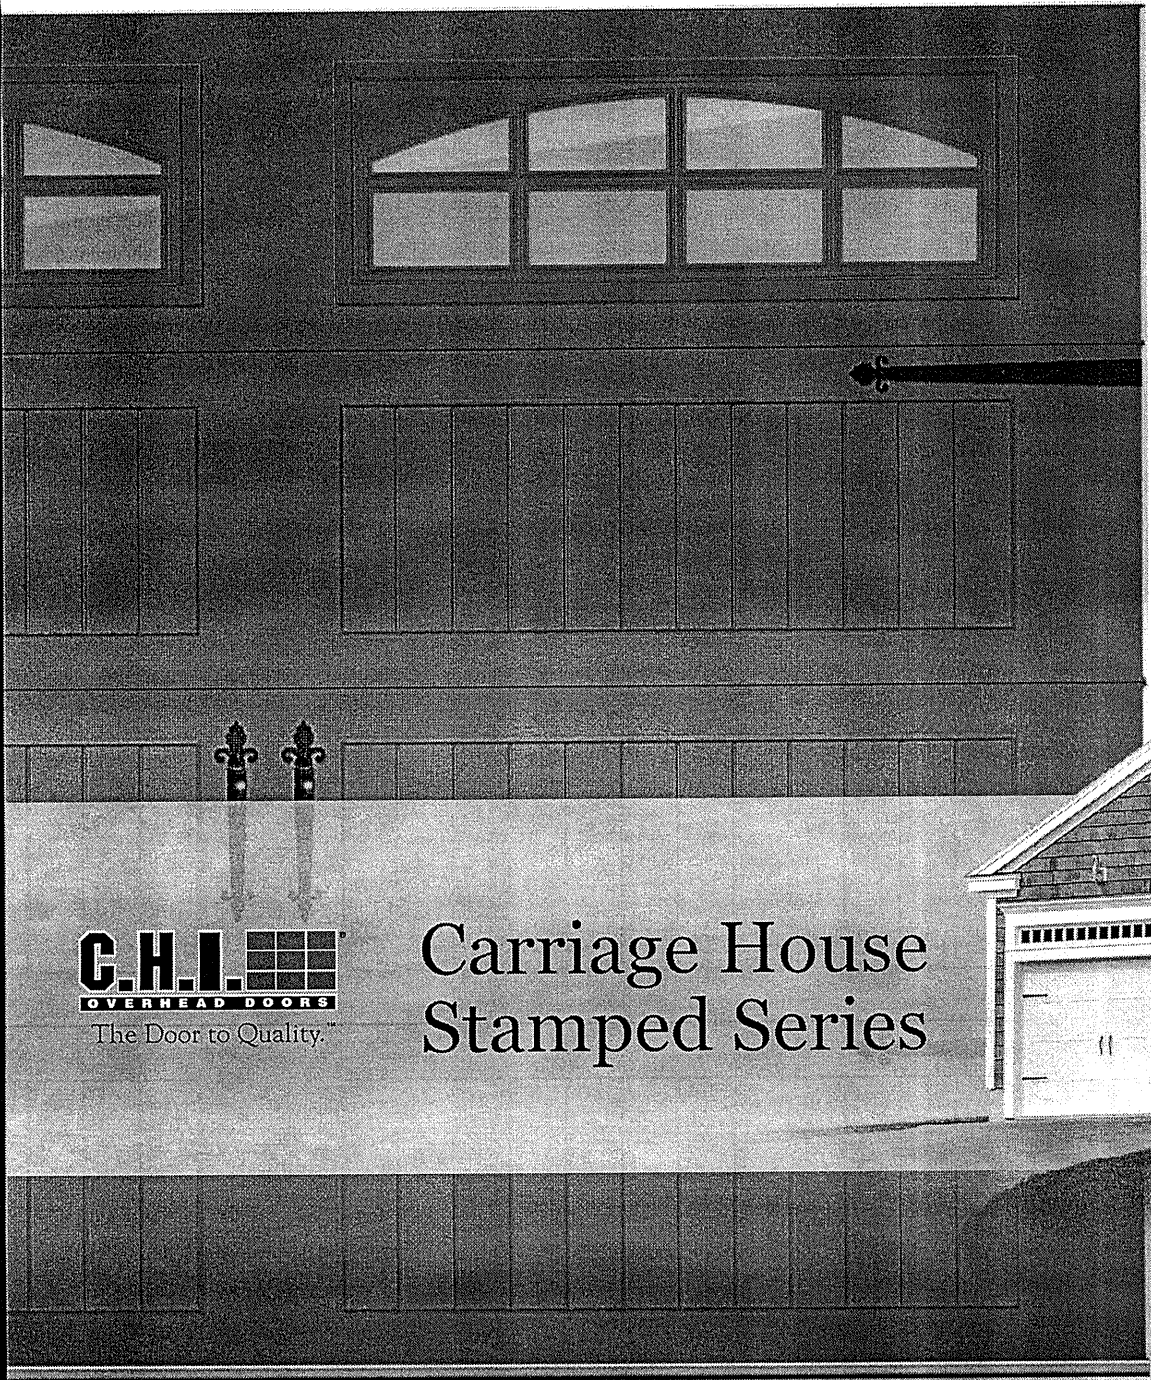 C.H.I.®
OVERHEAD DOORS
The Door to Quality.™
Carriage House
Stamped Series